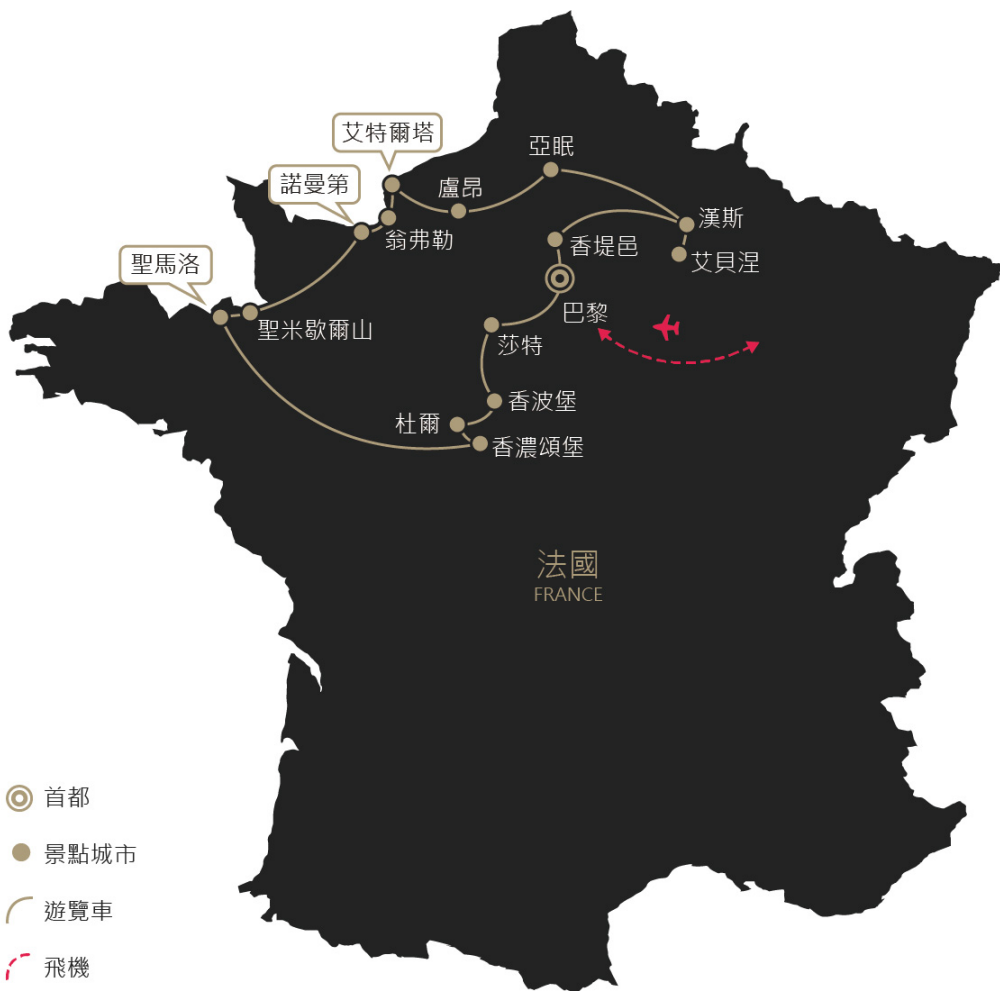 艾特爾塔
亞眠
諾曼第
盧昂
翁弗勒
漢斯
香堤邑
艾貝涅
聖馬洛
巴黎
聖米歇爾山
莎特
香波堡
杜爾
香濃頌堡
法國
FRANCE
首都
景點城市
遊覽車
飛機